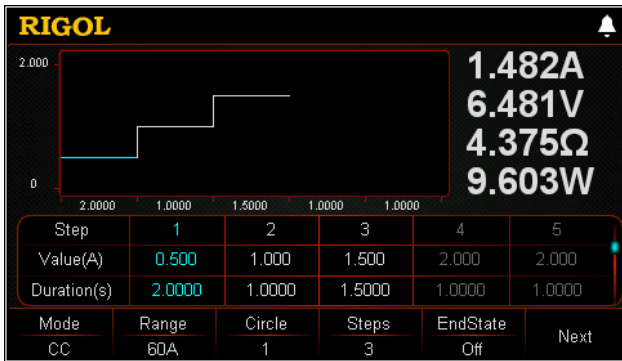 RIGOL
2.000
0
2.0000 1.0000 1.5000 1.0000 1.0000
1.482A
6.481V
4.375Ω
9.603W
Step 1 2 3 4 5
Value(A) 0.500 1.000 1.500 2.000 2.000
Duration(s) 2.0000 1.0000 1.5000 1.0000 1.0000
Mode Range Circle Steps EndState Next
CC 60A 1 3 Off